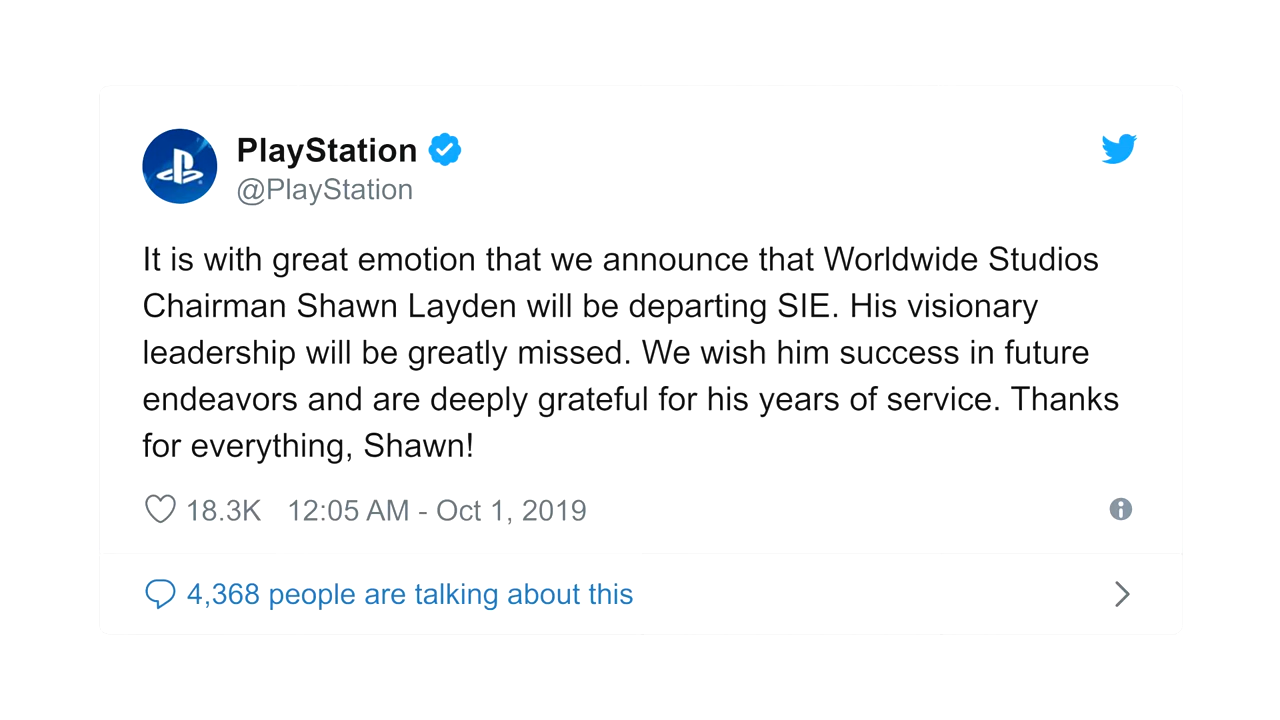 PlayStation
@PlayStation
It is with great emotion that we announce that Worldwide Studios
Chairman Shawn Layden will be departing SIE. His visionary
leadership will be greatly missed. We wish him success in future
endeavors and are deeply grateful for his years of service. Thanks
for everything, Shawn!
18.3K 12:05 AM - Oct 1, 2019
4,368 people are talking about this